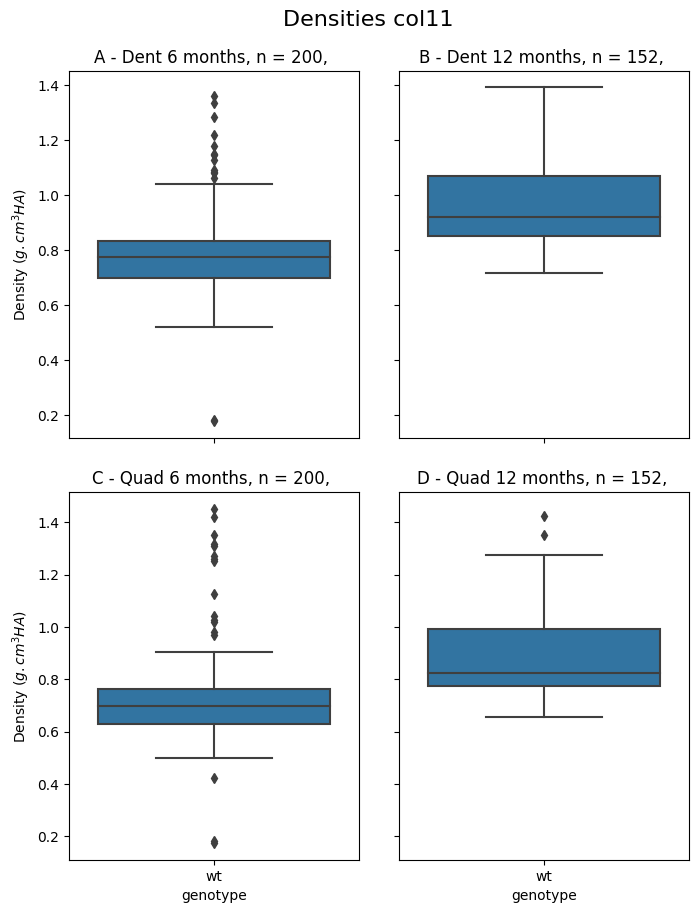 Densities col11
A - Dent 6 months, n = 200,
B - Dent 12 months, n = 152,
1.4
1.2
1.0
0.8
0.6
0.4
0.2
Density (g.cm³HA)
C - Quad 6 months, n = 200,
D - Quad 12 months, n = 152,
1.4
1.2
1.0
0.8
0.6
0.4
0.2
Density (g.cm³HA)
wt
genotype
wt
genotype